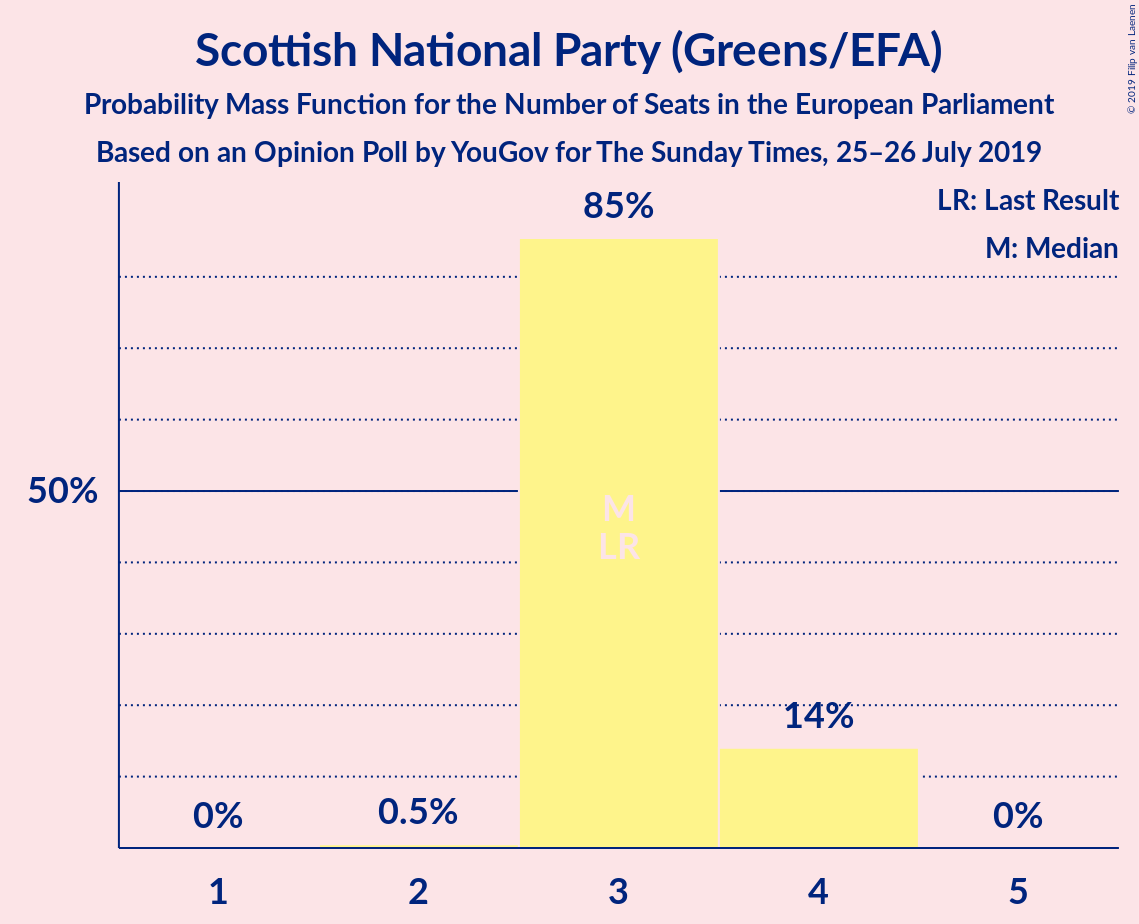 Scottish National Party (Greens/EFA)
Probability Mass Function for the Number of Seats in the European Parliament
Based on an Opinion Poll by YouGov for The Sunday Times, 25–26 July 2019
© 2019 Filip van Laenen
LR: Last Result
M: Median
85%
50%
M
LR
14%
0%
0.5%
0%
1
2
3
4
5